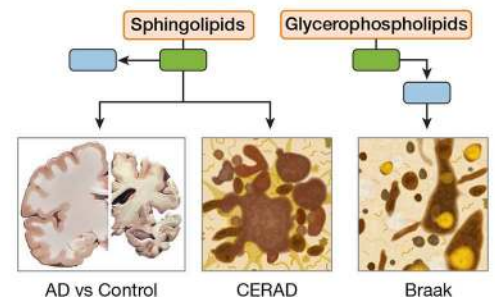 Sphingolipids
Glycerophospholipids
AD vs Control
CERAD
Braak